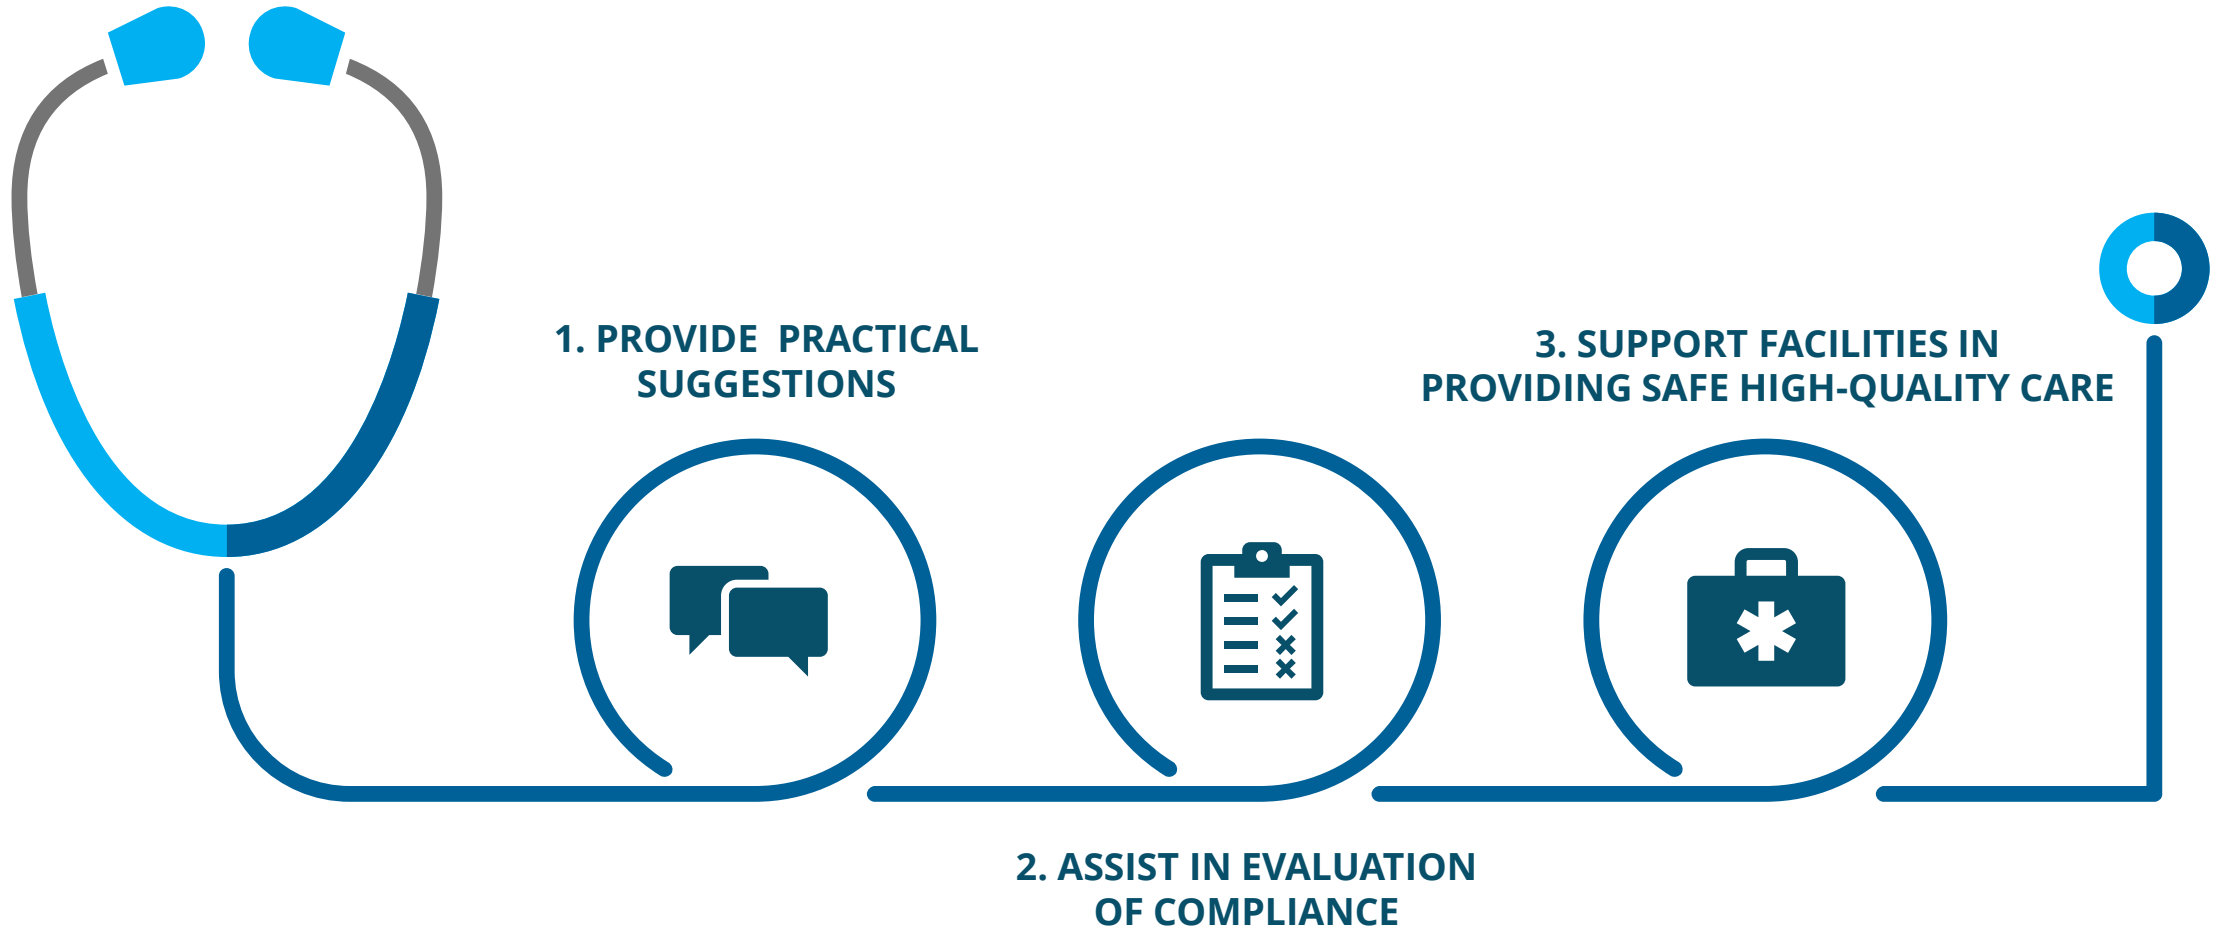 1. PROVIDE  PRACTICAL
SUGGESTIONS
2. ASSIST IN EVALUATION
OF COMPLIANCE
3. SUPPORT FACILITIES IN
PROVIDING SAFE HIGH-QUALITY CARE